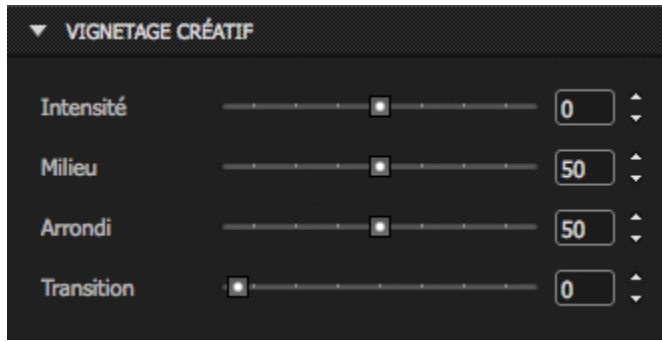 VIGNETAGE CRÉATIF
Intensité 0
Milieu 50
Arrondi 50
Transition 0